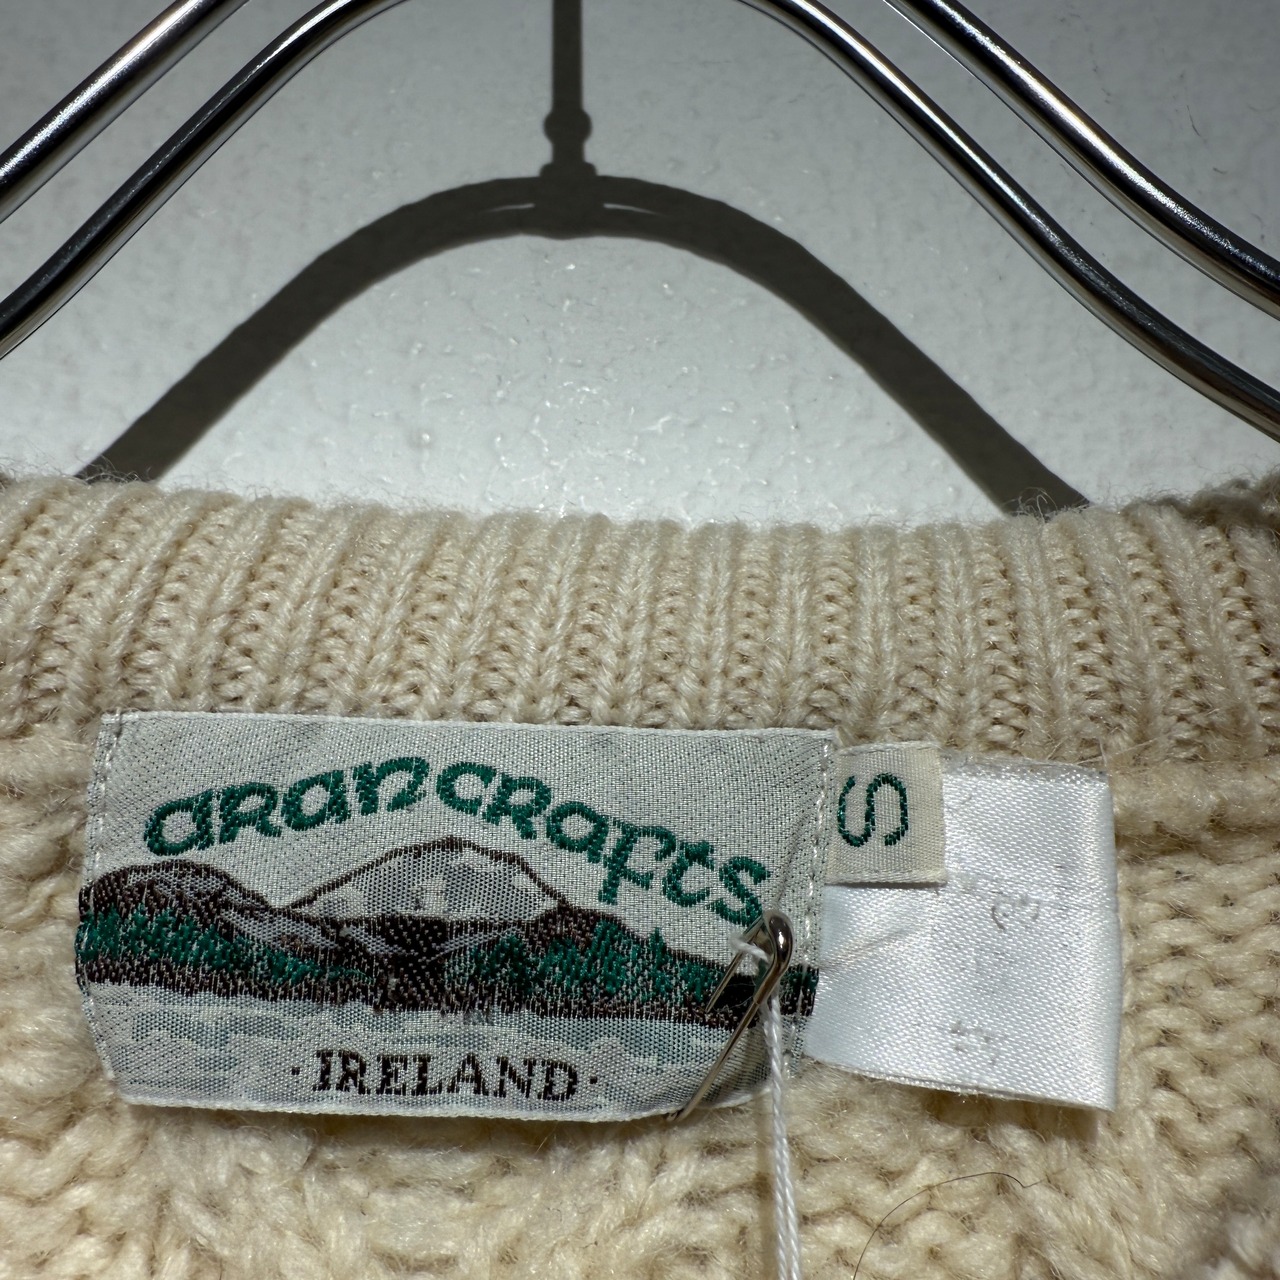 arancrafts
S
· IRELAND ·